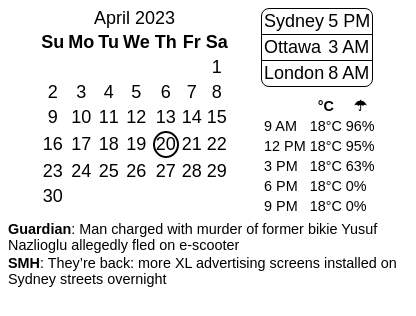 April 2023
Su Mo Tu We Th Fr Sa
1
2 3 4 5 6 7 8
9 10 11 12 13 14 15
16 17 18 19 20 21 22
23 24 25 26 27 28 29
30
Sydney 5 PM
Ottawa 3 AM
London 8 AM
°C ☂
9 AM 18°C 96%
12 PM 18°C 95%
3 PM 18°C 63%
6 PM 18°C 0%
9 PM 18°C 0%
Guardian: Man charged with murder of former bikie Yusuf
Nazlioglu allegedly fled on e-scooter
SMH: They’re back: more XL advertising screens installed on
Sydney streets overnight